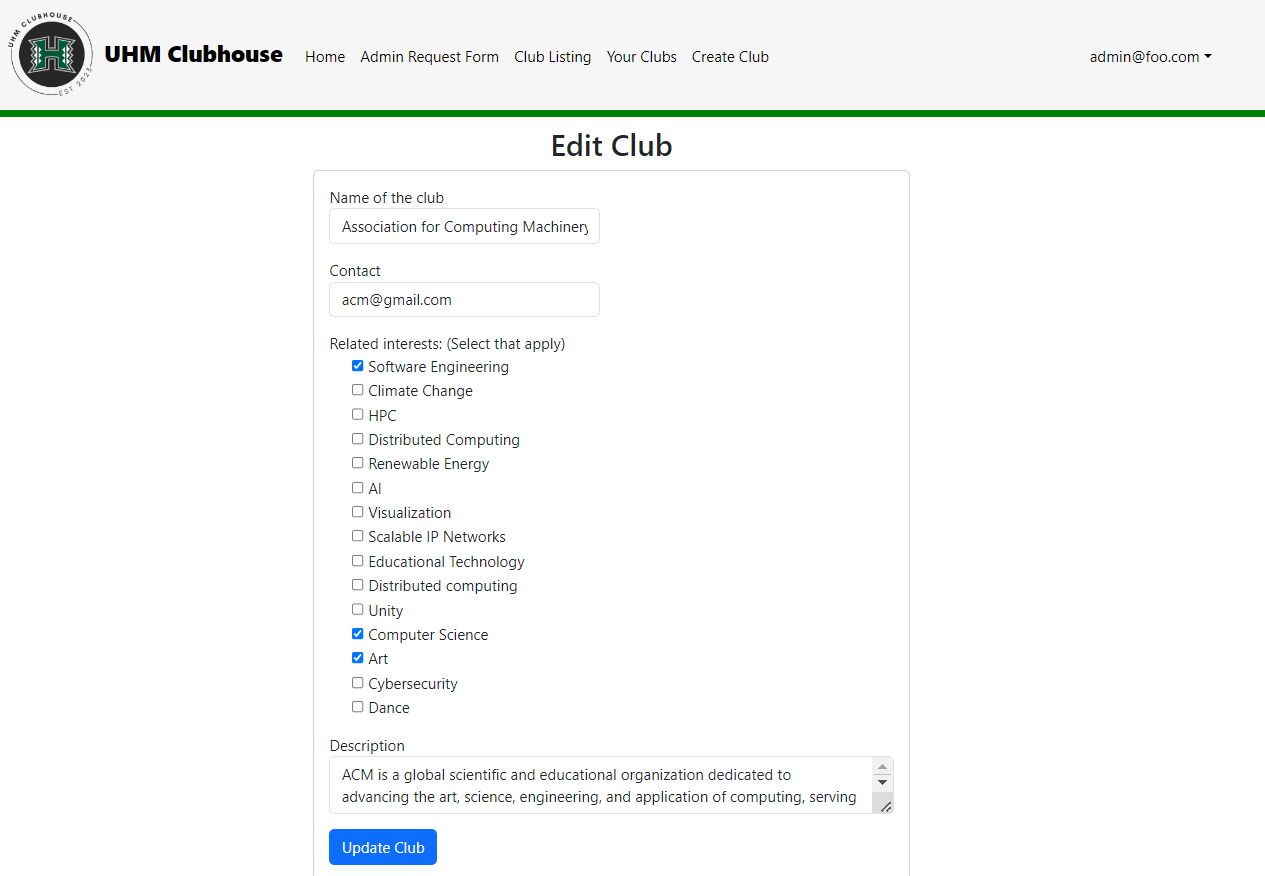 UHM CLUBHOUSE
EST 2023
UHM Clubhouse
Home
Admin Request Form
Club Listing
Your Clubs
Create Club
admin@foo.com
Edit Club
Name of the club
Association for Computing Machinery
Contact
acm@gmail.com
Related interests: (Select that apply)
Software Engineering
Climate Change
HPC
Distributed Computing
Renewable Energy
AI
Visualization
Scalable IP Networks
Educational Technology
Distributed computing
Unity
Computer Science
Art
Cybersecurity
Dance
Description
ACM is a global scientific and educational organization dedicated to
advancing the art, science, engineering, and application of computing, serving
Update Club